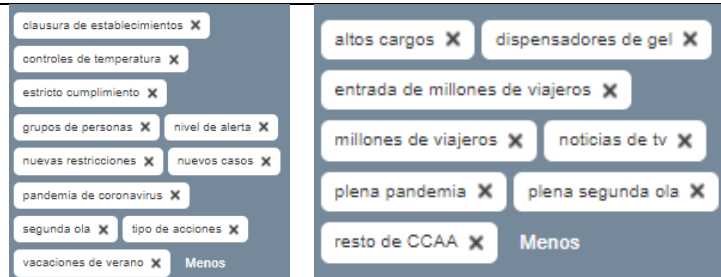 clausura de establecimientos ✕
controles de temperatura ✕
estricto cumplimiento ✕
grupos de personas ✕ nivel de alerta ✕
nuevas restricciones ✕ nuevos casos ✕
pandemia de coronavirus ✕
segunda ola ✕ tipo de acciones ✕
vacaciones de verano ✕ Menos
altos cargos ✕ dispensadores de gel ✕
entrada de millones de viajeros ✕
millones de viajeros ✕ noticias de tv ✕
plena pandemia ✕ plena segunda ola ✕
resto de CCAA ✕ Menos